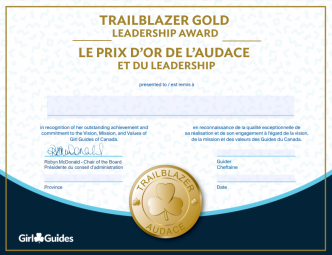 TRAILBLAZER GOLD
LEADERSHIP AWARD
LE PRIX D'OR DE L'AUDACE
ET DU LEADERSHIP
presented to / est remis à
in recognition of her outstanding achievement and
commitment to the Vision, Mission, and Values of
Girl Guides of Canada.
en reconnaissance de la qualité exceptionnelle de
sa réalisation et de son engagement à l'égard de la vision,
de la mission et des valeurs des Guides du Canada.
Robyn McDonald - Chair of the Board
Présidente du conseil d'administration
Guider
Cheftaine
Province
Date
TRAILBLAZER
AUDACE
Girl Guides